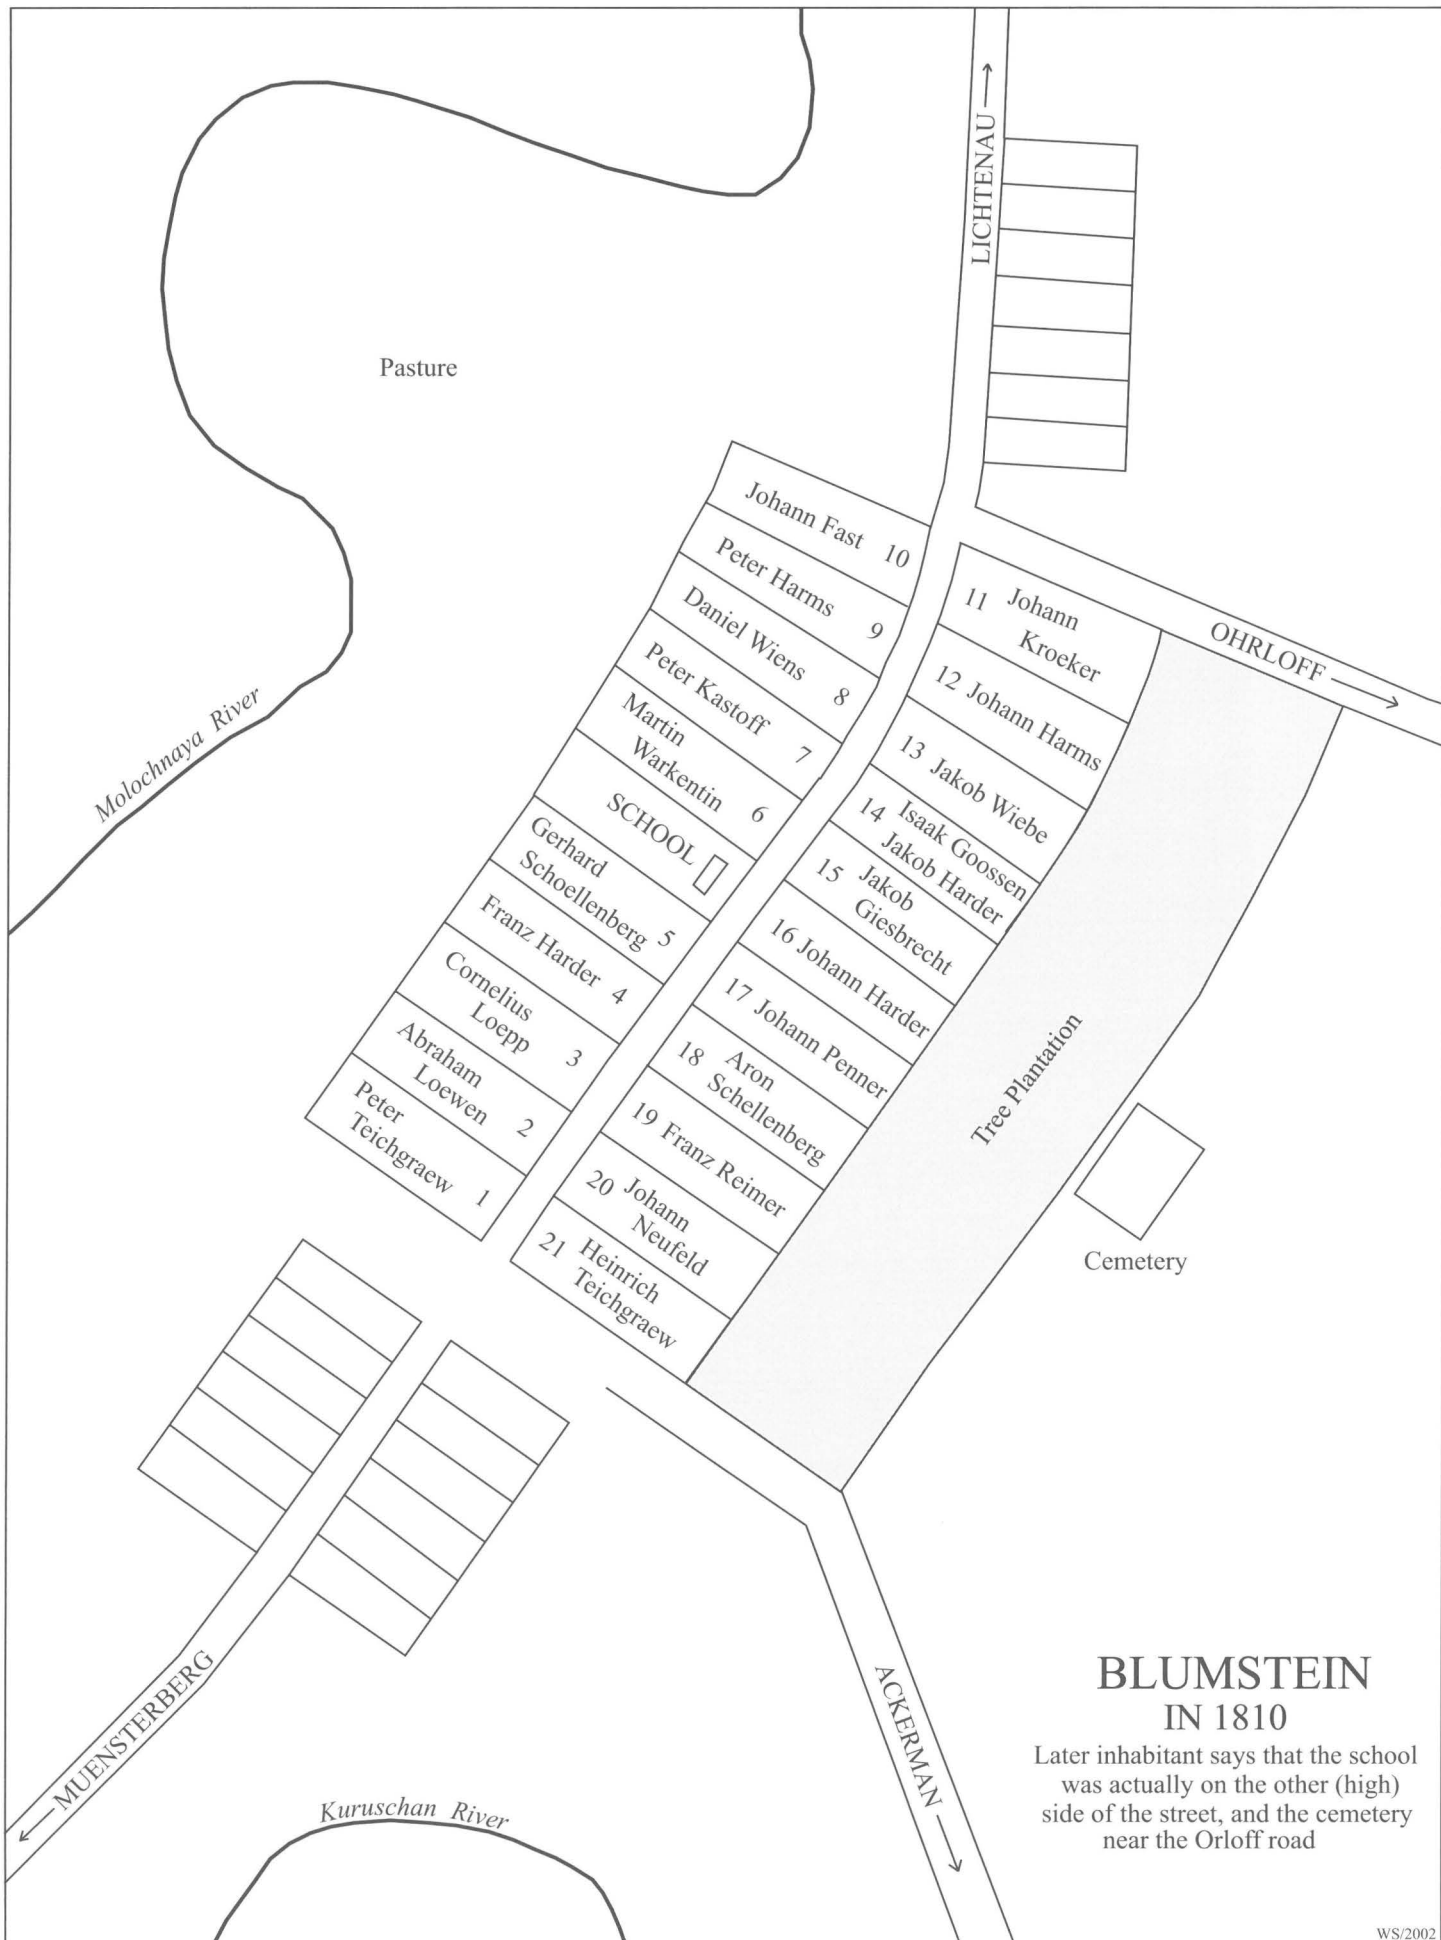 LICHTENAU
Pasture
Molochnaya River
Johann Fast 10
Peter Harms 9
Daniel Wiens 8
Peter Kastoff 7
Martin
Warkentin 6
SCHOOL
Gerhard
Schoellenberg 5
Franz Harder 4
Cornelius
Loepp 3
Abraham
Loewen 2
Peter
Teichgraew 1
11 Johann
Kroeker
12 Johann Harms
13 Jakob Wiebe
14 Isaak Goossen
Jakob Harder
15 Jakob
Giesbrecht
16 Johann Harder
17 Johann Penner
18 Aron
Schellenberg
19 Franz Reimer
20 Johann
Neufeld
21 Heinrich
Teichgraew
OHRLOFF
Tree Plantation
Cemetery
MUENSTERBERG
Kuruschan River
ACKERMAN
BLUMSTEIN
IN 1810
Later inhabitant says that the school
was actually on the other (high)
side of the street, and the cemetery
near the Orloff road
WS/2002